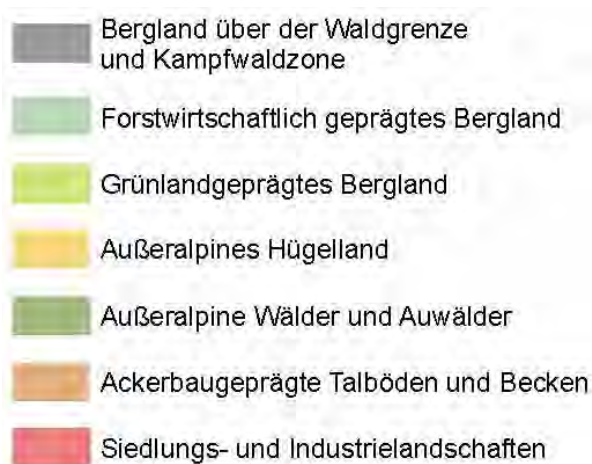 Bergland über der Waldgrenze
und Kampfwaldzone
Forstwirtschaftlich geprägtes Bergland
Grünlandgeprägtes Bergland
Außeralpines Hügelland
Außeralpine Wälder und Auwälder
Ackerbaugeprägte Talböden und Becken
Siedlungs- und Industrielandschaften